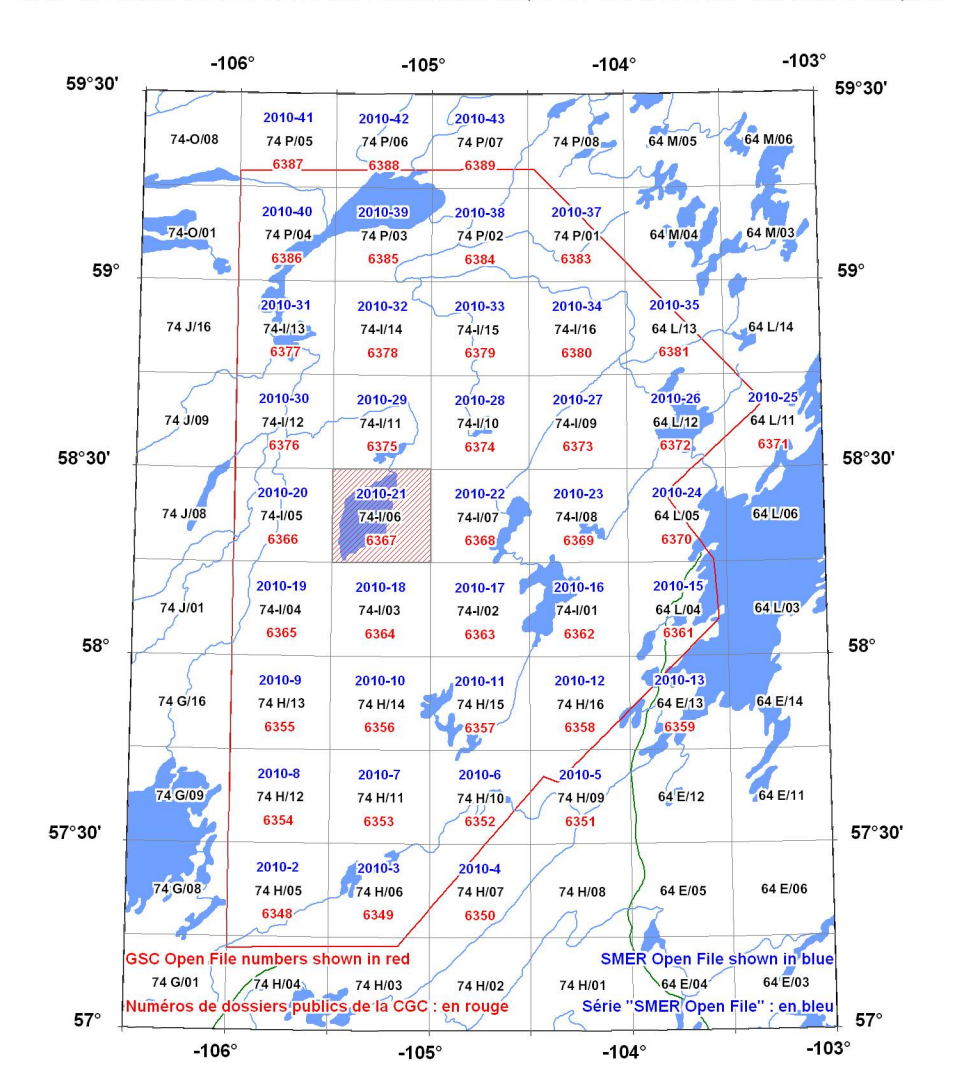 -106° -105° -104° -103°
59°30' 59°30'
2010-41 2010-42 2010-43
74-O/08 74 P/05 74 P/06 74 P/07 74 P/08 64 M/05 64 M/06
6387 6388 6389
2010-40 2010-39 2010-38 2010-37
74-O/01 74 P/04 74 P/03 74 P/02 74 P/01 64 M/04 64 M/03
6386 6385 6384 6383
59° 59°
2010-31 2010-32 2010-33 2010-34 2010-35
74 J/16 74-I/13 74-I/14 74-I/15 74-I/16 64 L/13 64 L/14
6377 6378 6379 6380 6381
2010-30 2010-29 2010-28 2010-27 2010-26 2010-25
74 J/09 74-I/12 74-I/11 74-I/10 74-I/09 64 L/12 64 L/11
6376 6375 6374 6373 6372 6371
58°30' 58°30'
2010-20 2010-21 2010-22 2010-23 2010-24
74 J/08 74-I/05 74-I/06 74-I/07 74-I/08 64 L/05 64 L/06
6366 6367 6368 6369 6370
2010-19 2010-18 2010-17 2010-16 2010-15
74 J/01 74-I/04 74-I/03 74-I/02 74-I/01 64 L/04 64 L/03
6365 6364 6363 6362 6361
58° 58°
2010-9 2010-10 2010-11 2010-12 2010-13
74 G/16 74 H/13 74 H/14 74 H/15 74 H/16 64 E/13 64 E/14
6355 6356 6357 6358 6359
2010-8 2010-7 2010-6 2010-5
74 G/09 74 H/12 74 H/11 74 H/10 74 H/09 64 E/12 64 E/11
6354 6353 6352 6351
57°30' 57°30'
2010-2 2010-3 2010-4
74 G/08 74 H/05 74 H/06 74 H/07 74 H/08 64 E/05 64 E/06
6348 6349 6350
GSC Open File numbers shown in red SMER Open File shown in blue
74 G/01 74 H/04 74 H/03 74 H/02 74 H/01 64 E/04 64 E/03
Numéros de dossiers publics de la CGC : en rouge Série "SMER Open File" : en bleu
57° 57°
-106° -105° -104° -103°